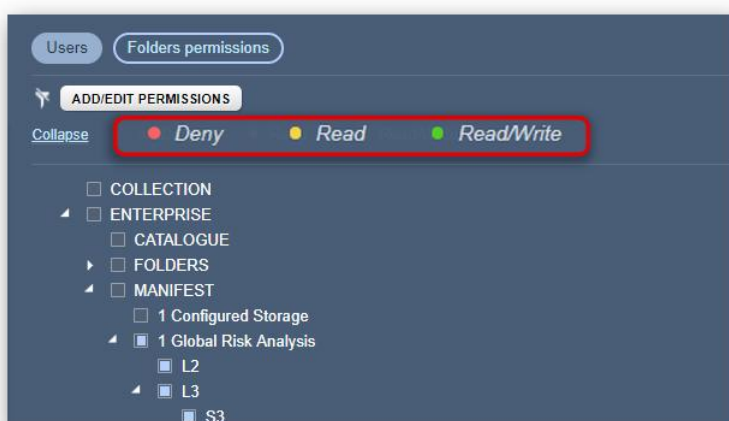 Users Folders permissions
ADD/EDIT PERMISSIONS
Collapse Deny Read Read/Write
COLLECTION
ENTERPRISE
CATALOGUE
FOLDERS
MANIFEST
1 Configured Storage
1 Global Risk Analysis
L2
L3
S3